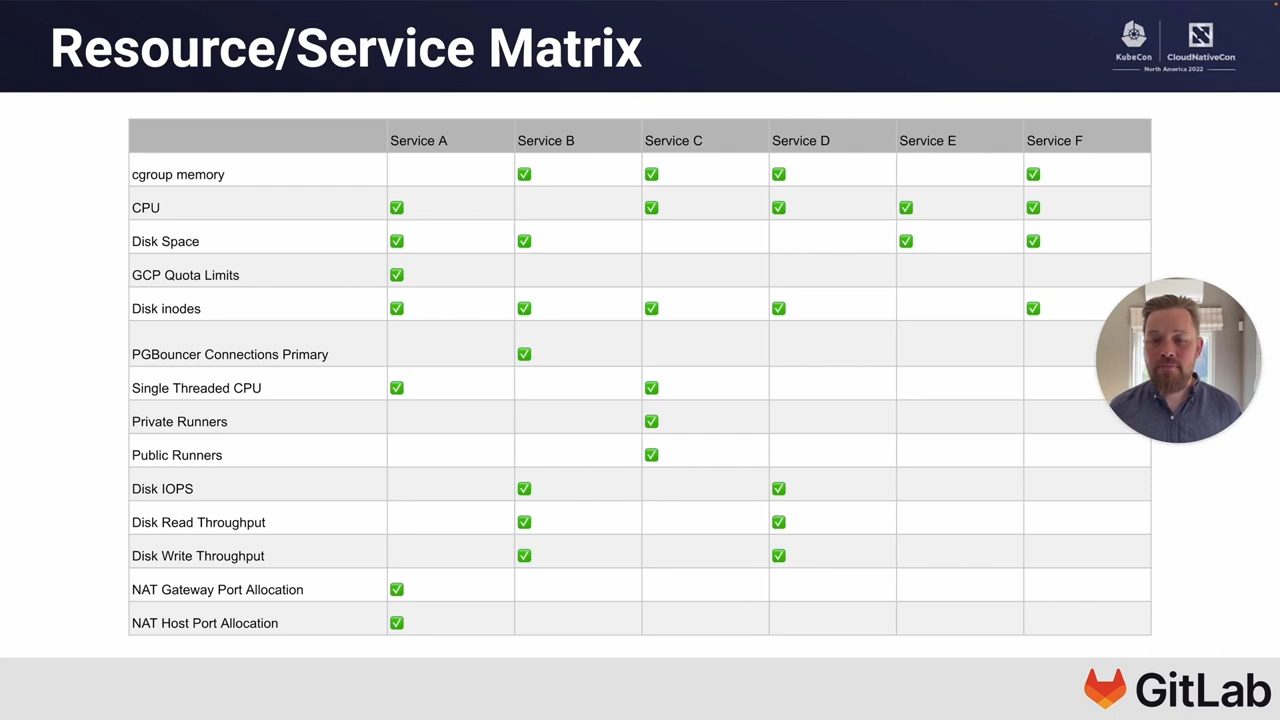 Resource/Service Matrix
KubeCon
CloudNativeCon
North America 2022
Service A Service B Service C Service D Service E Service F
cgroup memory ✅ ✅ ✅ ✅
CPU ✅ ✅ ✅ ✅ ✅
Disk Space ✅ ✅ ✅ ✅
GCP Quota Limits ✅
Disk inodes ✅ ✅ ✅ ✅ ✅
PGBouncer Connections Primary ✅
Single Threaded CPU ✅ ✅
Private Runners ✅
Public Runners ✅
Disk IOPS ✅ ✅
Disk Read Throughput ✅ ✅
Disk Write Throughput ✅ ✅
NAT Gateway Port Allocation ✅
NAT Host Port Allocation ✅
GitLab